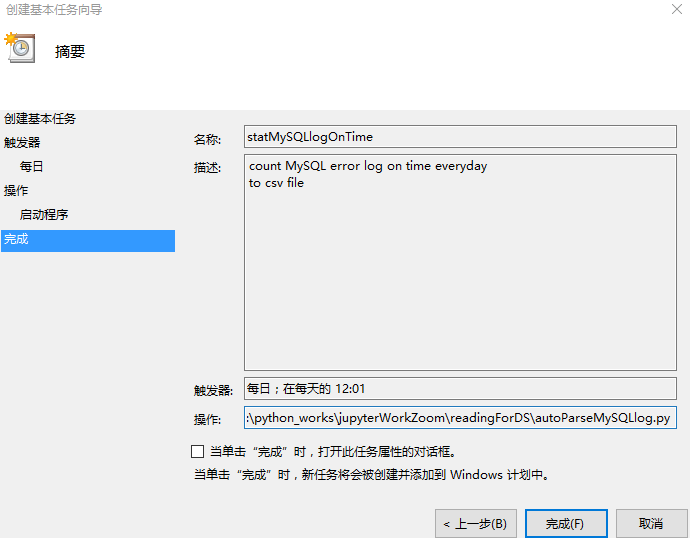 创建基本任务向导
摘要
创建基本任务
触发器
每日
操作
启动程序
完成
名称: statMySQLlogOnTime
描述: count MySQL error log on time everyday
to csv file
触发器: 每日；在每天的 12:01
操作: :\python_works\jupyterWorkZoom\readingForDS\autoParseMySQLlog.py
当单击“完成”时，打开此任务属性的对话框。
当单击“完成”时，新任务将会被创建并添加到 Windows 计划中。
< 上一步(B) 完成(F) 取消